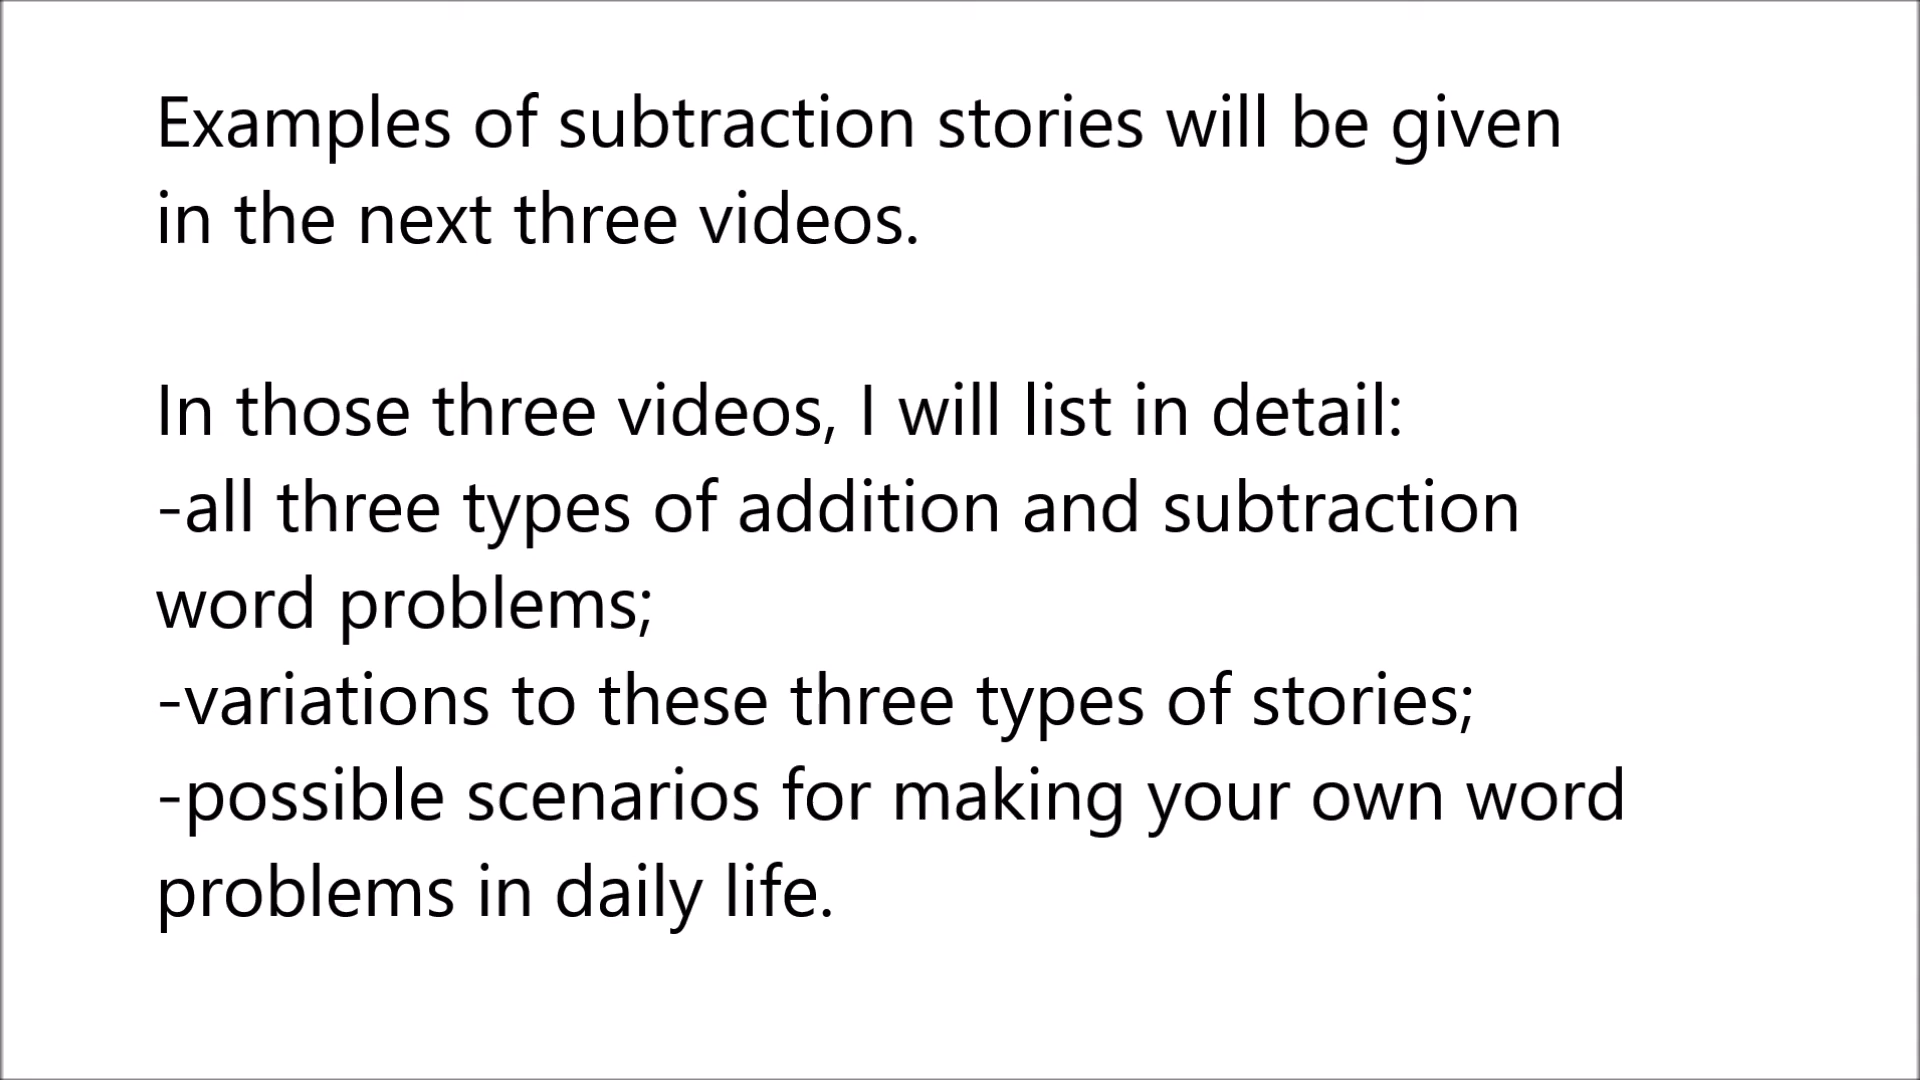 Examples of subtraction stories will be given
in the next three videos.
In those three videos, I will list in detail:
-all three types of addition and subtraction
word problems;
-variations to these three types of stories;
-possible scenarios for making your own word
problems in daily life.